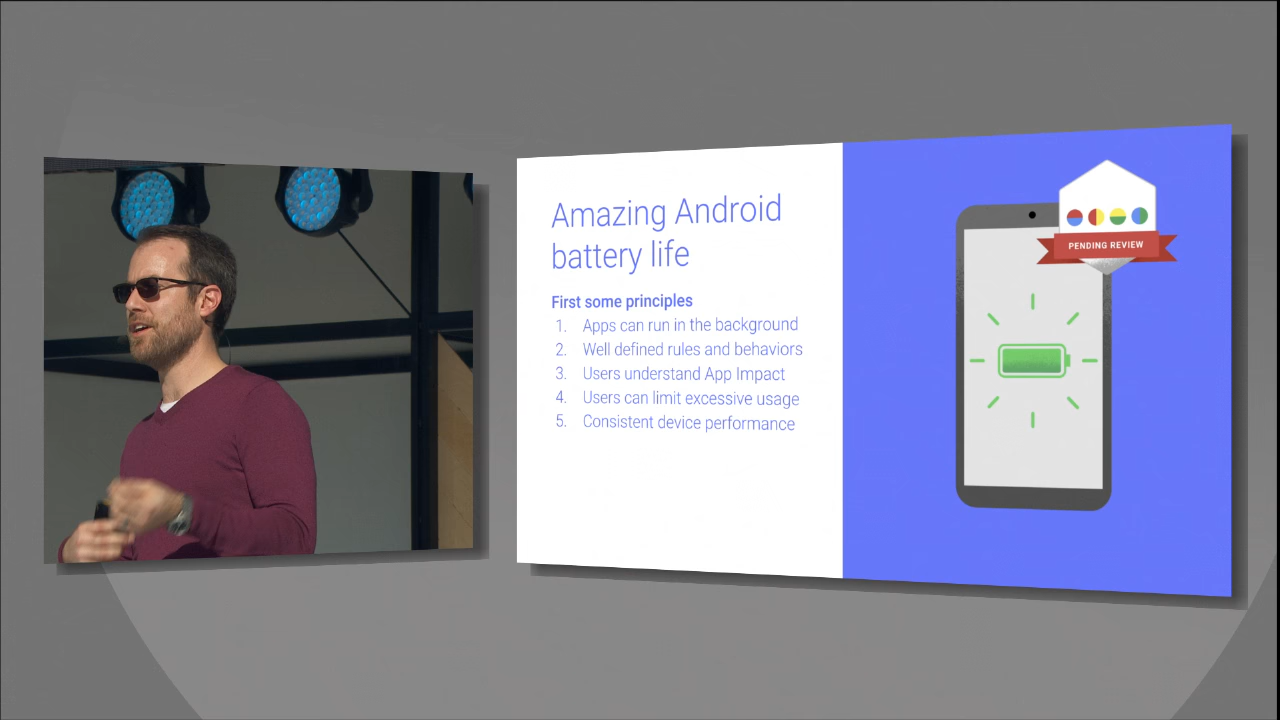 Amazing Android
battery life
First some principles
1. Apps can run in the background
2. Well defined rules and behaviors
3. Users understand App Impact
4. Users can limit excessive usage
5. Consistent device performance
PENDING REVIEW